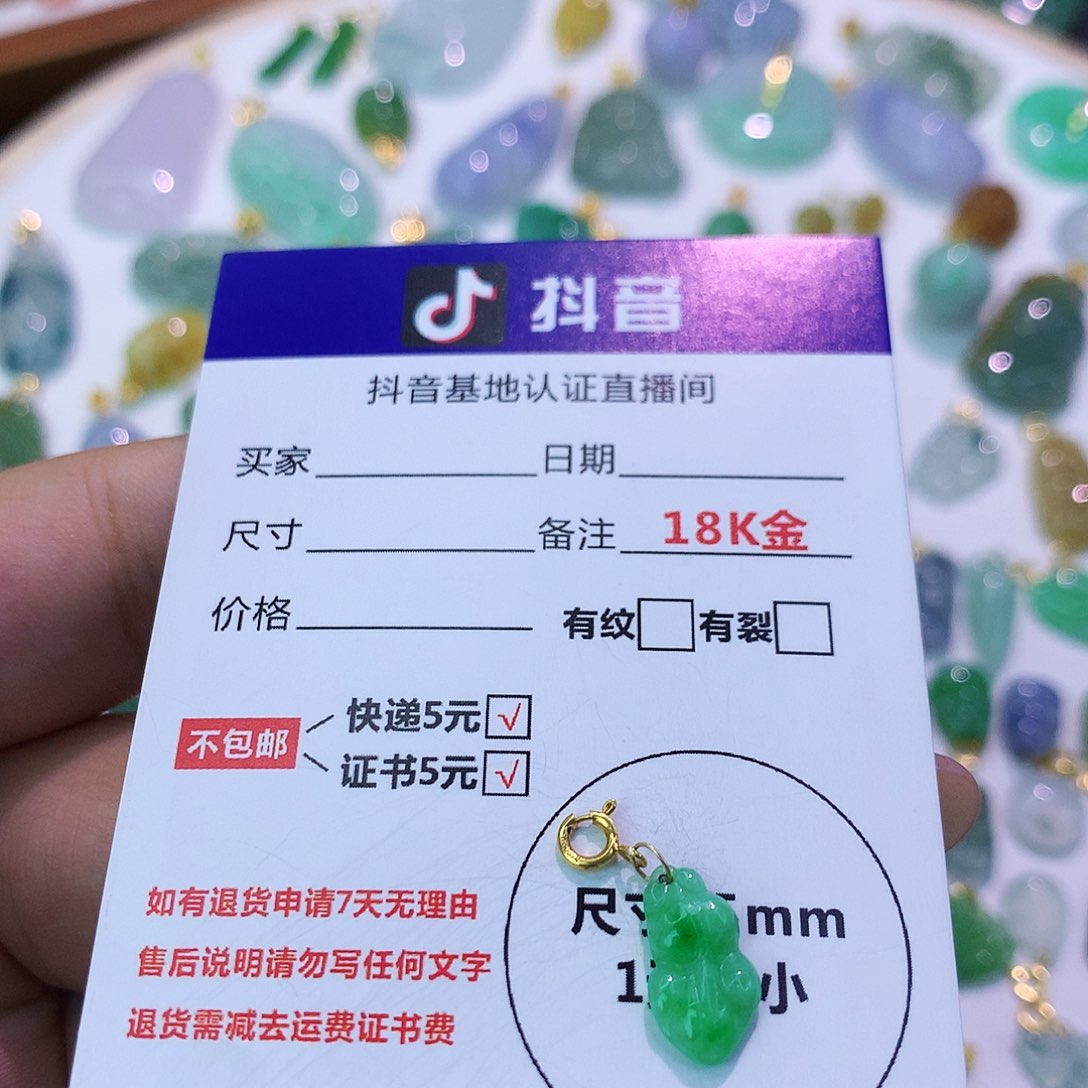 抖音
抖音基地认证直播间
买家 日期
尺寸 备注 18K金
价格 有纹 有裂
不包邮
快递5元 √
证书5元 √
如有退货申请7天无理由
售后说明请勿写任何文字
退货需减去运费证书费
尺 mm
1 小